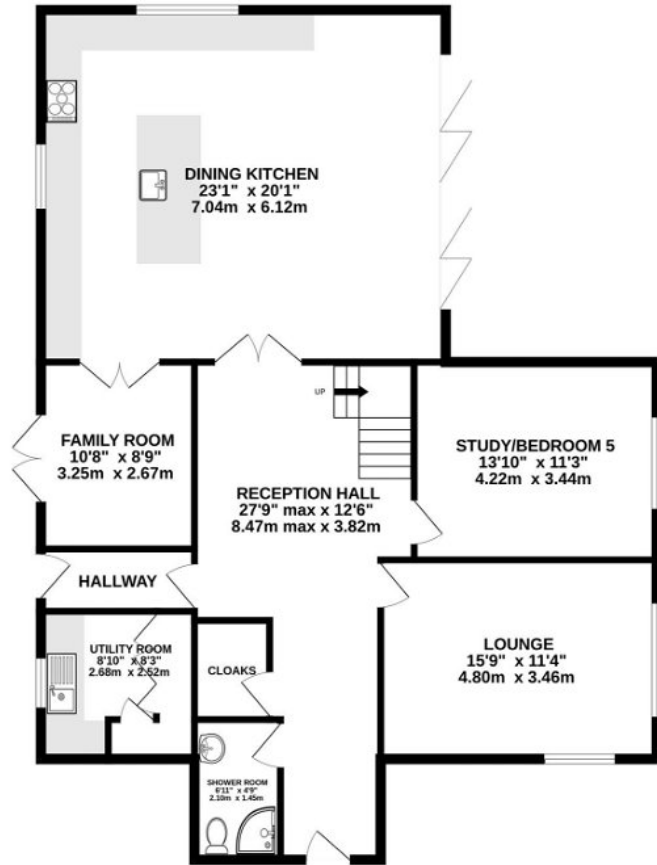 DINING KITCHEN
23'1" x 20'1"
7.04m x 6.12m
UP
FAMILY ROOM
10'8" x 8'9"
3.25m x 2.67m
STUDY/BEDROOM 5
13'10" x 11'3"
4.22m x 3.44m
RECEPTION HALL
27'9" max x 12'6"
8.47m max x 3.82m
HALLWAY
UTILITY ROOM
8'10" x 8'3"
2.68m x 2.52m
CLOAKS
LOUNGE
15'9" x 11'4"
4.80m x 3.46m
SHOWER ROOM
6'11" x 4'9"
2.10m x 1.45m